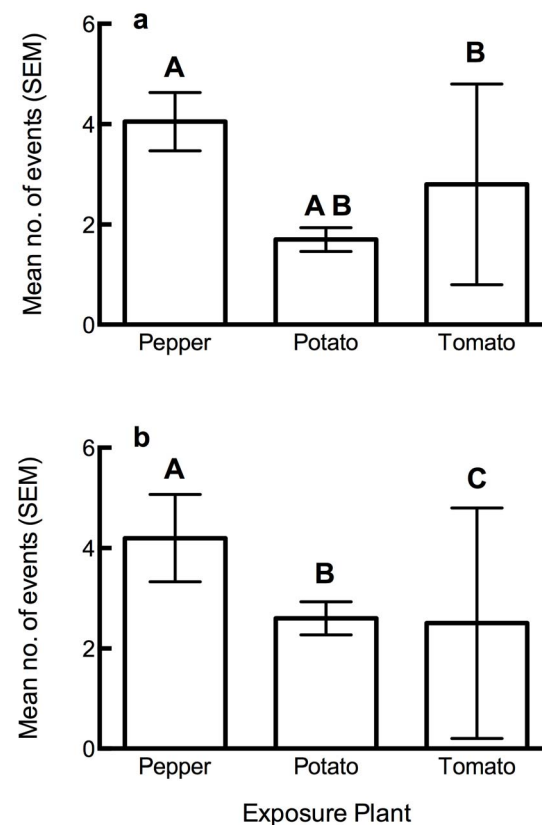 a
Mean no. of events (SEM)
6
4
2
0
A
A B
B
Pepper Potato Tomato
b
Mean no. of events (SEM)
6
4
2
0
A
B
C
Pepper Potato Tomato
Exposure Plant